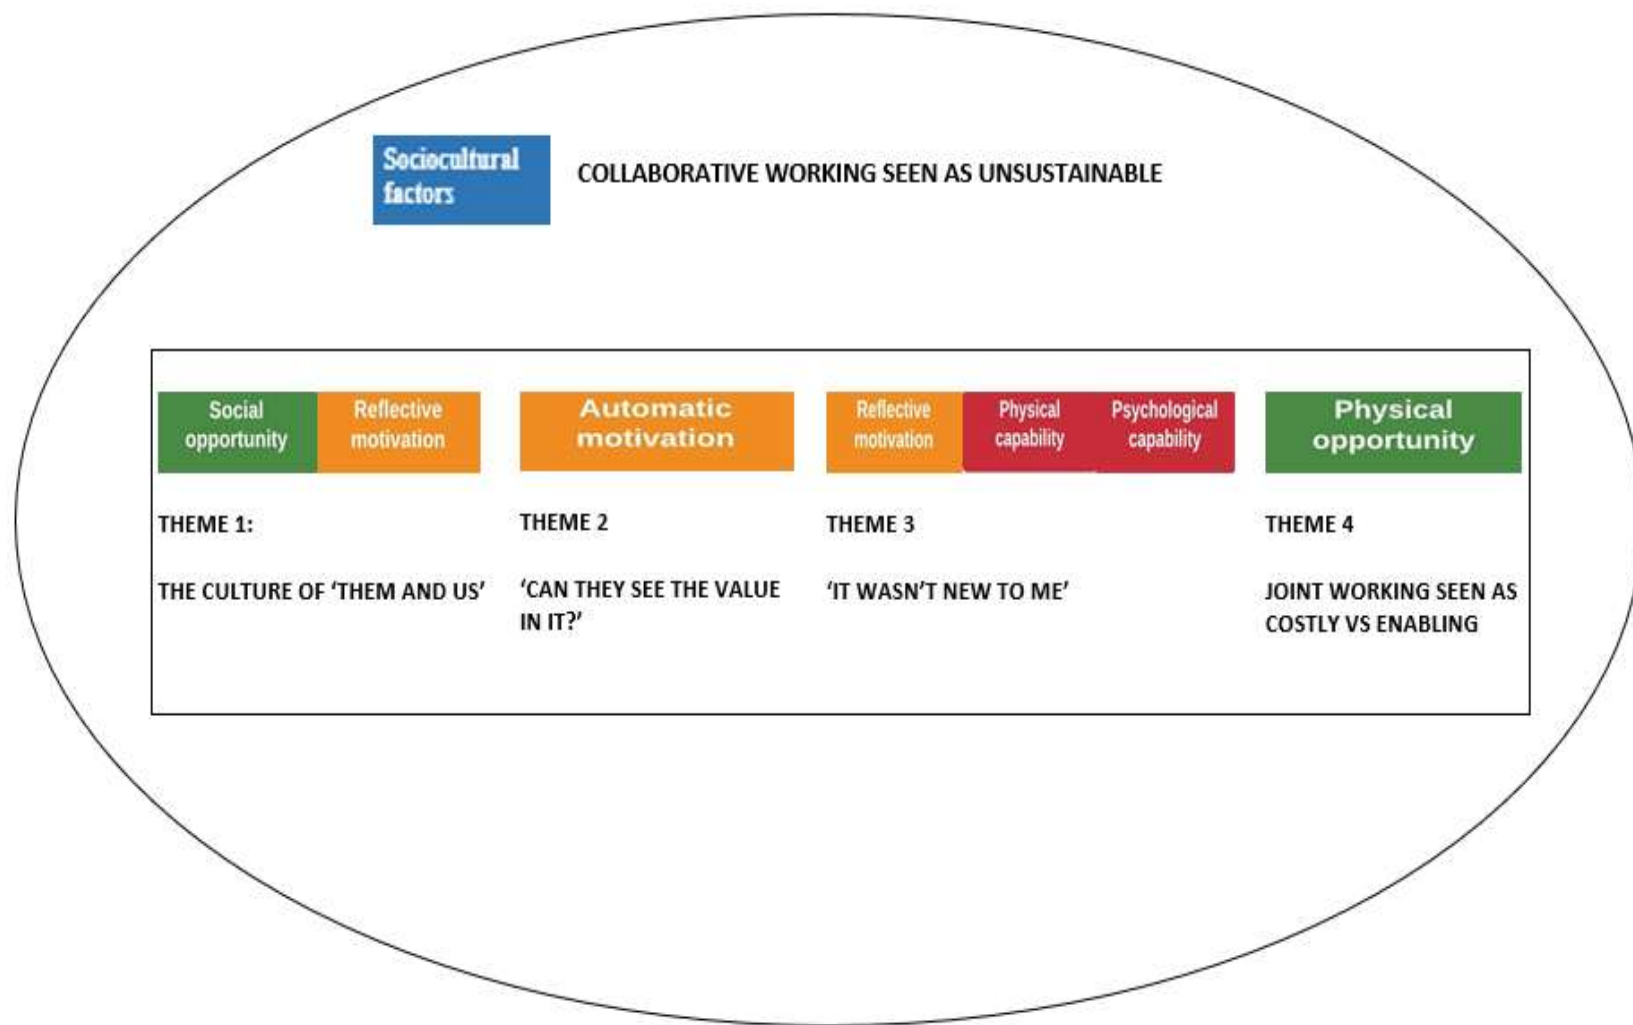 Sociocultural
factors
COLLABORATIVE WORKING SEEN AS UNSUSTAINABLE
Social
opportunity
Reflective
motivation
Automatic
motivation
Reflective
motivation
Physical
capability
Psychological
capability
Physical
opportunity
THEME 1:
THE CULTURE OF ‘THEM AND US’
THEME 2
‘CAN THEY SEE THE VALUE
IN IT?’
THEME 3
‘IT WASN’T NEW TO ME’
THEME 4
JOINT WORKING SEEN AS
COSTLY VS ENABLING